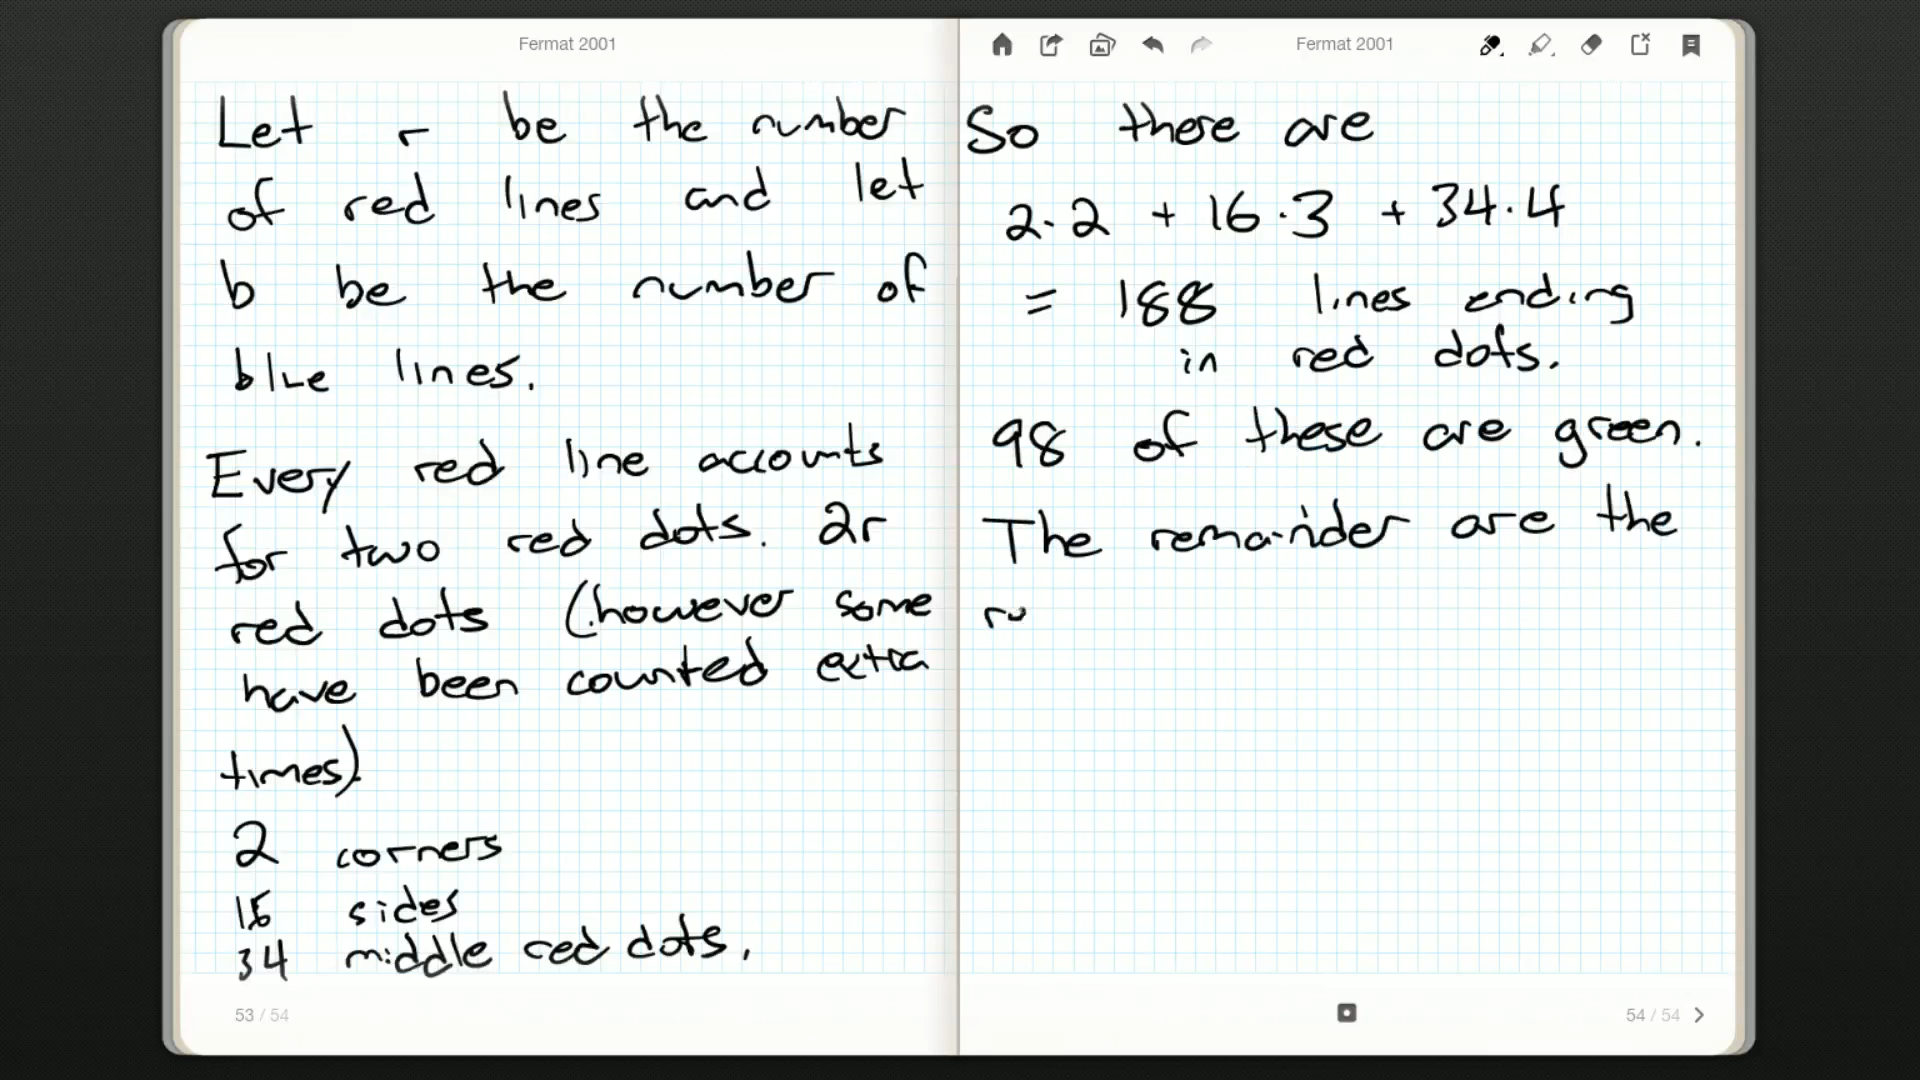 Fermat 2001
Let r be the number
of red lines and let
b be the number of
blue lines.
Every red line accounts
for two red dots. 2r
red dots (however some
have been counted extra
times).
2 corners
16 sides
34 middle red dots.
53 / 54
Fermat 2001
So there are
2·2 + 16·3 + 34·4
= 188 lines ending
in red dots.
98 of these are green.
The remainder are the
54 / 54